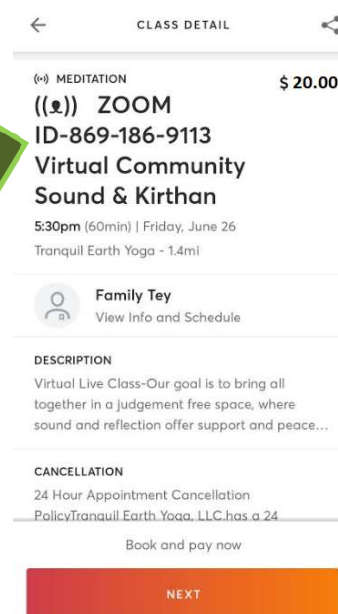 CLASS DETAIL
MEDITATION
$ 20.00
((ᴥ)) ZOOM
ID-869-186-9113
Virtual Community
Sound & Kirthan
5:30pm (60min) | Friday, June 26
Tranquil Earth Yoga - 1.4mi
Family Tey
View Info and Schedule
DESCRIPTION
Virtual Live Class-Our goal is to bring all
together in a judgement free space, where
sound and reflection offer support and peace...
CANCELLATION
24 Hour Appointment Cancellation
PolicyTranquil Earth Yoga, LLC.has a 24
Book and pay now
NEXT